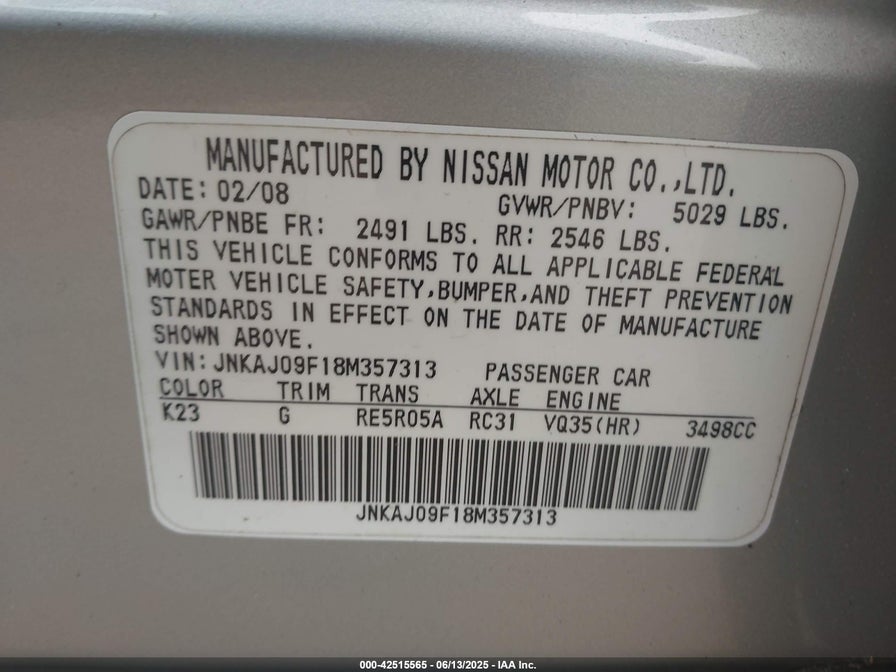 MANUFACTURED BY NISSAN MOTOR CO.,LTD.
DATE: 02/08 GVWR/PNBV: 5029 LBS.
GAWR/PNBE FR: 2491 LBS. RR: 2546 LBS.
THIS VEHICLE CONFORMS TO ALL APPLICABLE FEDERAL
MOTER VEHICLE SAFETY,BUMPER,AND THEFT PREVENTION
STANDARDS IN EFFECT ON THE DATE OF MANUFACTURE
SHOWN ABOVE.
VIN:JNKAJ09F18M357313 PASSENGER CAR
COLOR TRIM TRANS AXLE ENGINE
K23 G RE5R05A RC31 VQ35(HR) 3498CC
JNKAJ09F18M357313
000-42515565 - 06/13/2025 - IAA Inc.